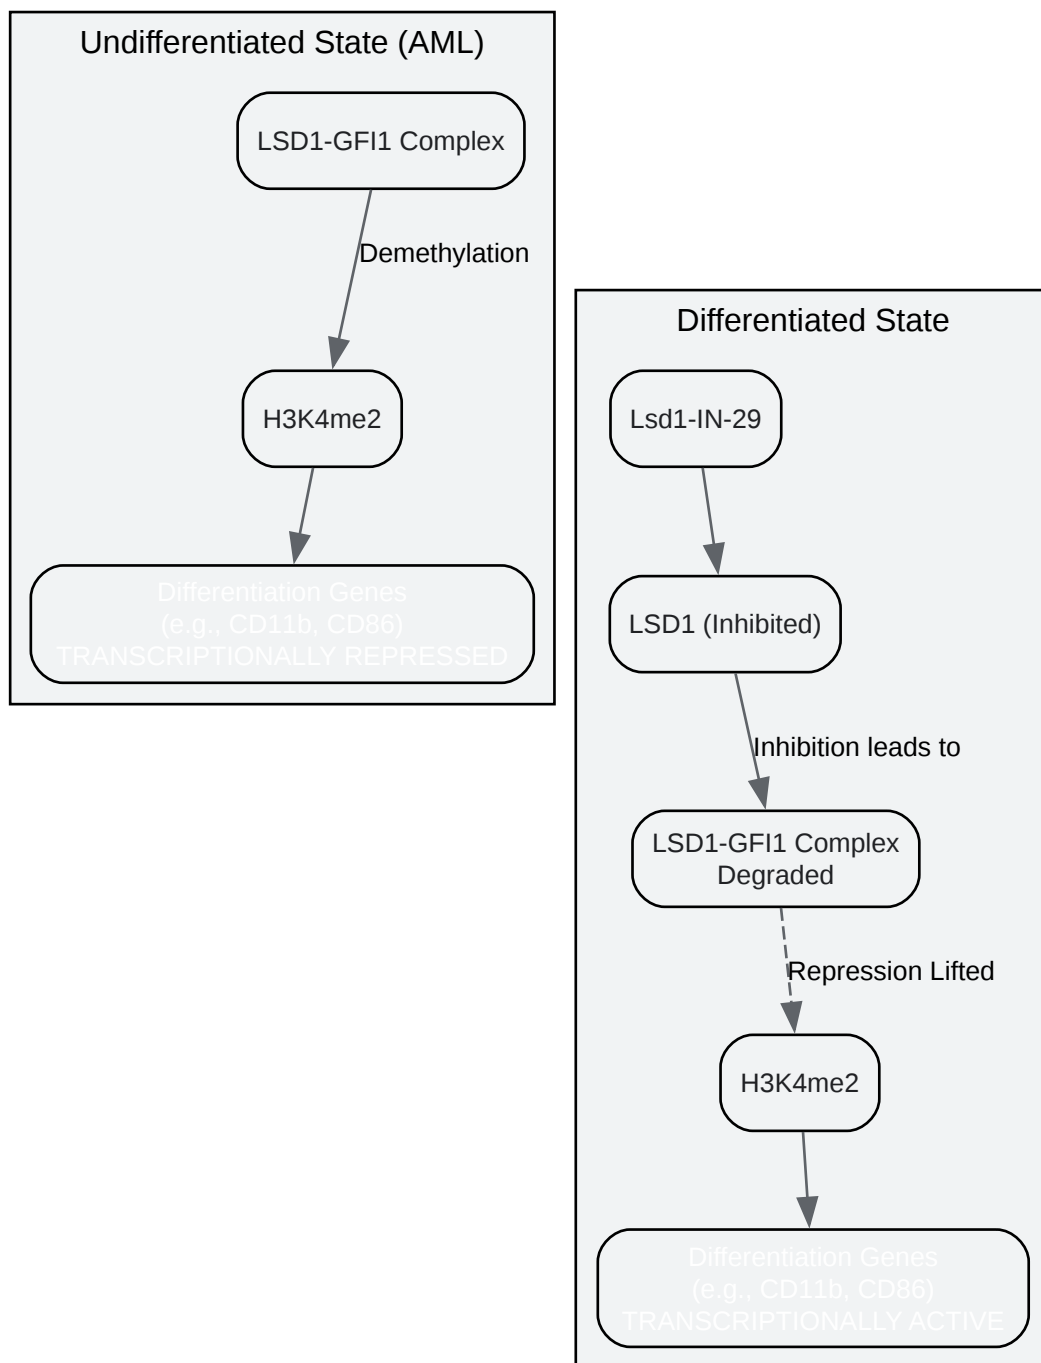 Undifferentiated State (AML)
LSD1-GFI1 Complex
Demethylation
H3K4me2
Differentiation Genes
(e.g., CD11b, CD86)
TRANSCRIPTIONALLY REPRESSED
Differentiated State
Lsd1-IN-29
LSD1 (Inhibited)
Inhibition leads to
LSD1-GFI1 Complex
Degraded
Repression Lifted
H3K4me2
Differentiation Genes
(e.g., CD11b, CD86)
TRANSCRIPTIONALLY ACTIVE